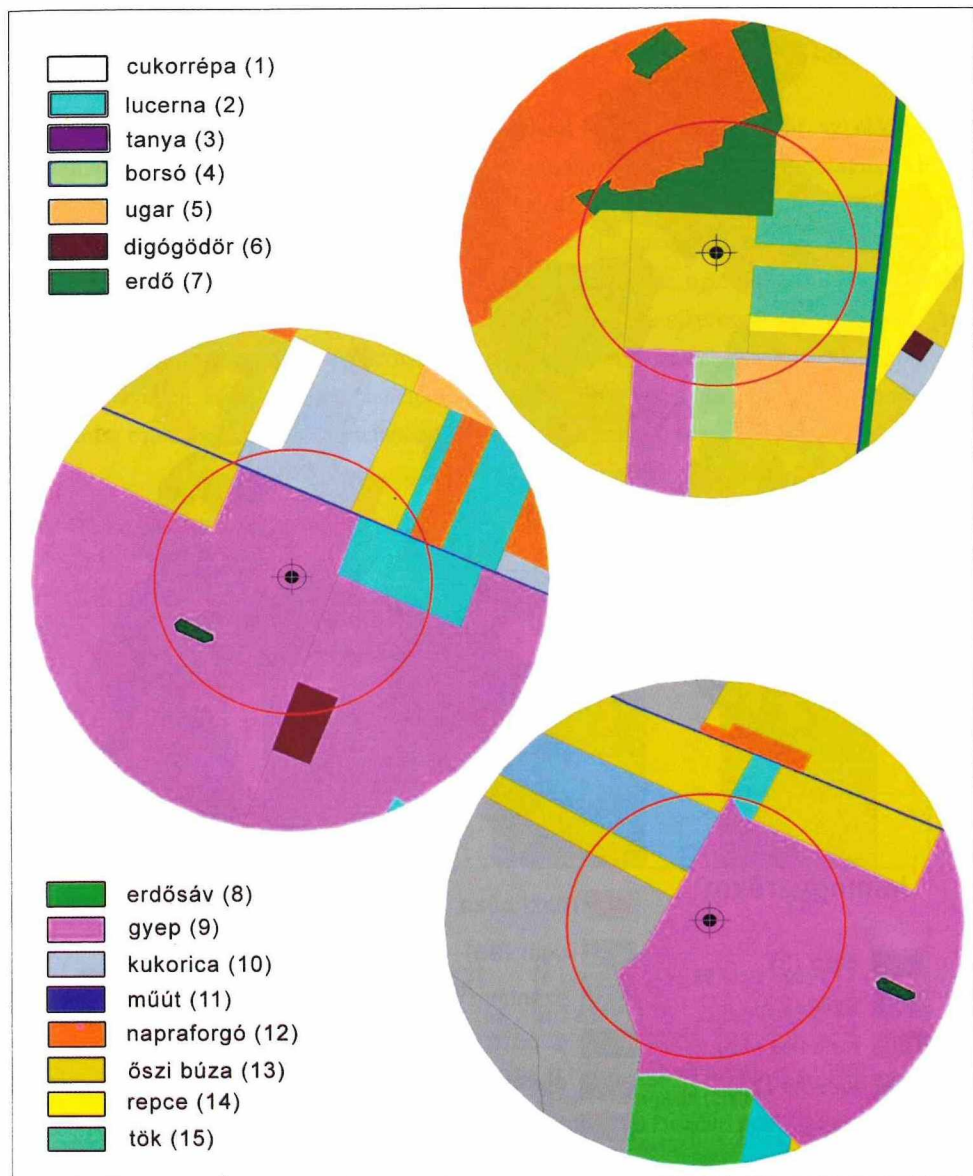 cukorrépa (1)
lucerna (2)
tanya (3)
borsó (4)
ugar (5)
digógödör (6)
erdő (7)
erdősáv (8)
gyep (9)
kukorica (10)
műút (11)
napraforgó (12)
őszi búza (13)
repce (14)
tök (15)